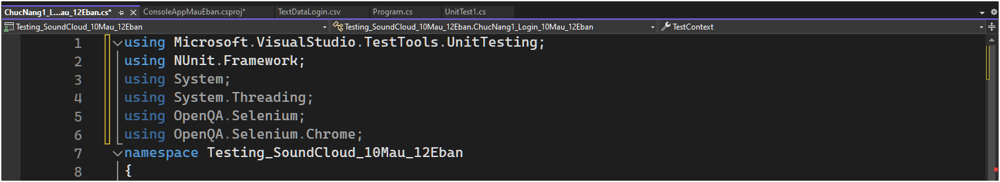 ChucNang1_L...au_12Eban.cs* ConsoleAppMauEban.csproj* TextDataLogin.csv Program.cs UnitTest1.cs
Testing_SoundCloud_10Mau_12Eban Testing_SoundCloud_10Mau_12Eban.ChucNang1_Login_10Mau_12Eban TestContext
1 using Microsoft.VisualStudio.TestTools.UnitTesting;
2 using NUnit.Framework;
3 using System;
4 using System.Threading;
5 using OpenQA.Selenium;
6 using OpenQA.Selenium.Chrome;
7 namespace Testing_SoundCloud_10Mau_12Eban
8 {